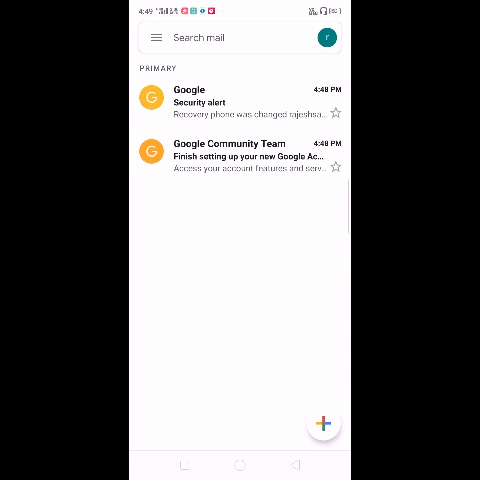 4:49
Search mail
r
PRIMARY
G
Google
4:48 PM
Security alert
Recovery phone was changed rajeshsa...
G
Google Community Team
4:48 PM
Finish setting up your new Google Ac...
Access your account features and serv...